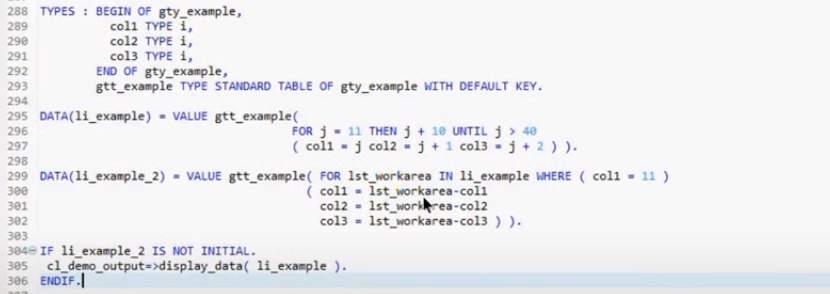 288 TYPES : BEGIN OF gty_example,
289 col1 TYPE i,
290 col2 TYPE i,
291 col3 TYPE i,
292 END OF gty_example,
293 gtt_example TYPE STANDARD TABLE OF gty_example WITH DEFAULT KEY.
294
295 DATA(li_example) = VALUE gtt_example(
296 FOR j = 11 THEN j + 10 UNTIL j > 40
297 ( col1 = j col2 = j + 1 col3 = j + 2 ) ).
298
299 DATA(li_example_2) = VALUE gtt_example( FOR lst_workarea IN li_example WHERE ( col1 = 11 )
300 ( col1 = lst_workarea-col1
301 col2 = lst_workarea-col2
302 col3 = lst_workarea-col3 ) ).
303
304 IF li_example_2 IS NOT INITIAL.
305 cl_demo_output=>display_data( li_example ).
306 ENDIF.